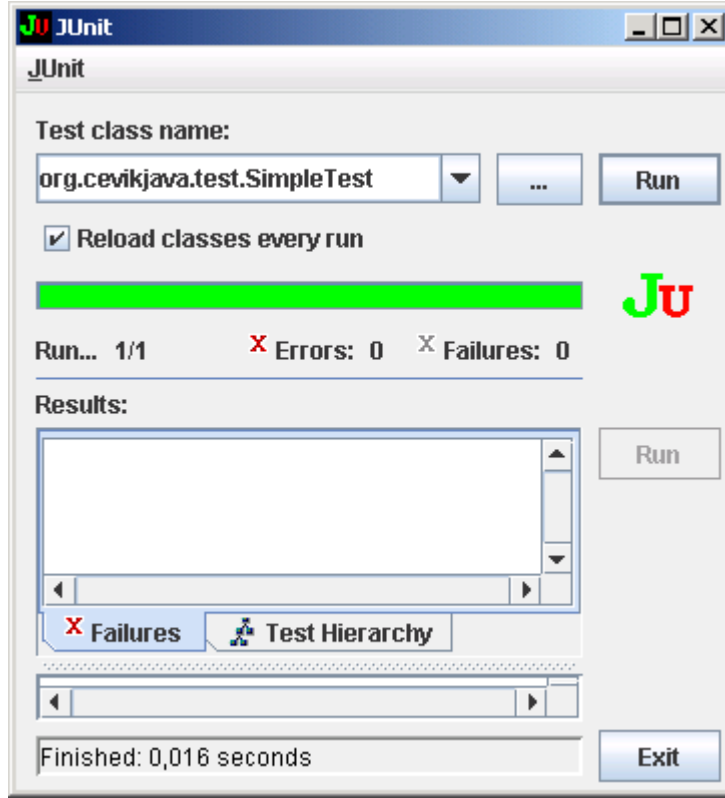 JU JUnit
JUnit
Test class name:
org.cevikjava.test.SimpleTest ... Run
Reload classes every run
JU
Run... 1/1 X Errors: 0 X Failures: 0
Results:
Run
X Failures Test Hierarchy
Finished: 0,016 seconds Exit